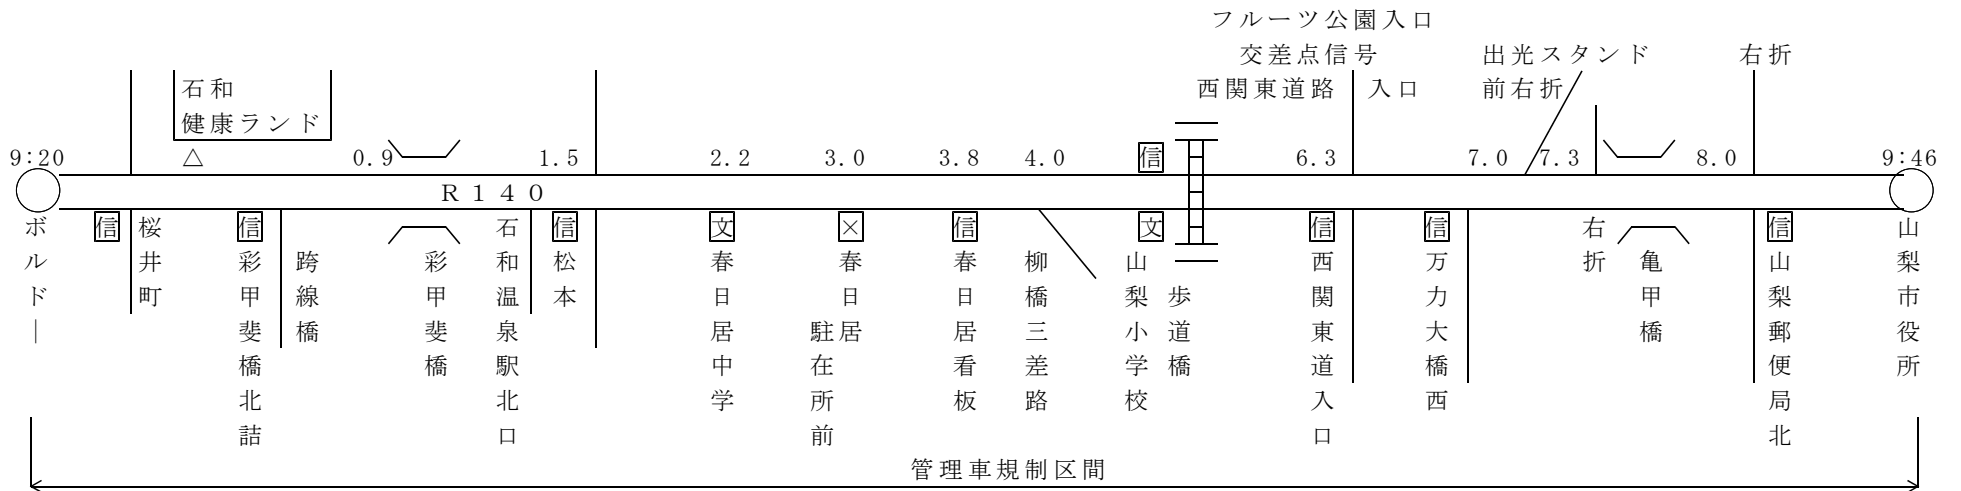 フルーツ公園入口
交差点信号
西関東道路 入口
出光スタンド
前右折
右折
石和
健康ランド
9:20
△
0.9
1.5
2.2
3.0
3.8
4.0
信
6.3
7.0
7.3
8.0
9:46
R140
ボルドー
信
桜井町
信
彩甲斐橋北詰
跨線橋
彩甲斐橋
石和温泉駅北口
信
松本
文
春日居中学
×
春日居
駐在所前
信
春日居看板
柳橋三差路
文
山梨小学校
歩道橋
信
西関東道入口
信
万力大橋西
右折
亀甲橋
信
山梨郵便局北
山梨市役所
管理車規制区間